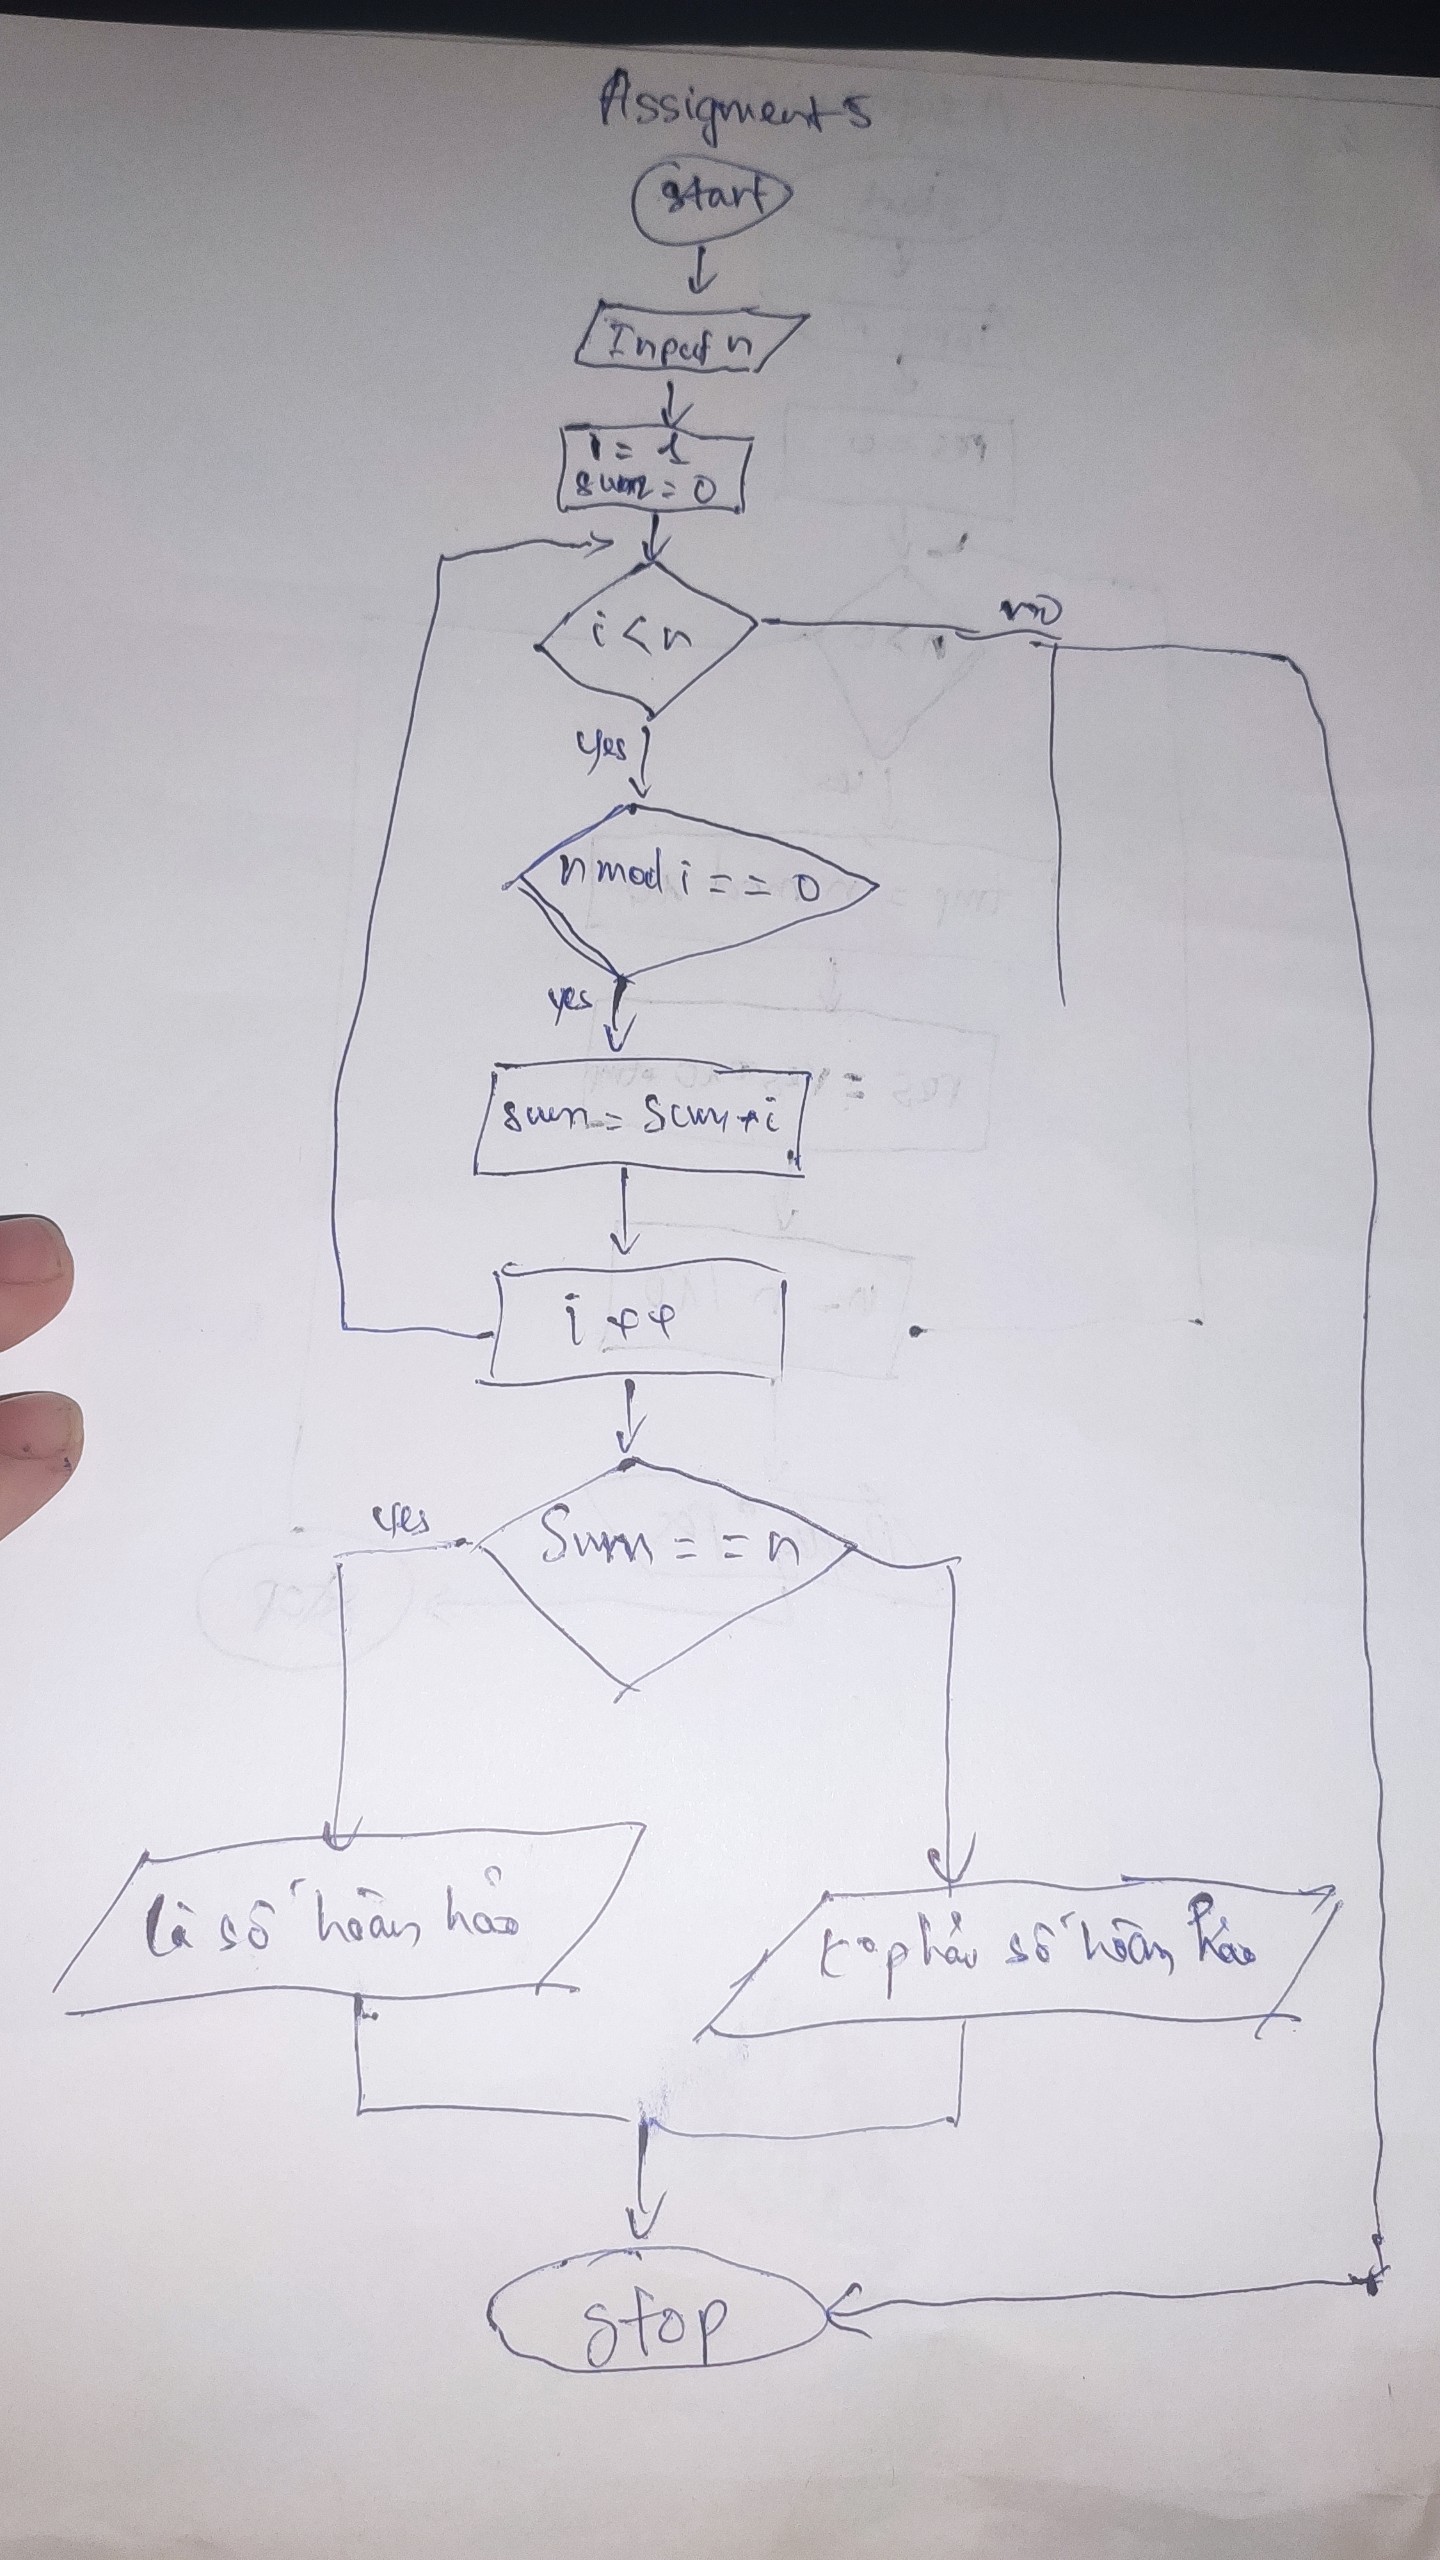 Assigment 5
start
Input n
i = 1
sum = 0
i < n
no
yes
n mod i == 0
yes
sum = sum + i
i ++
yes
Sum == n
là số hoàn hảo
ko phải số hoàn hảo
stop